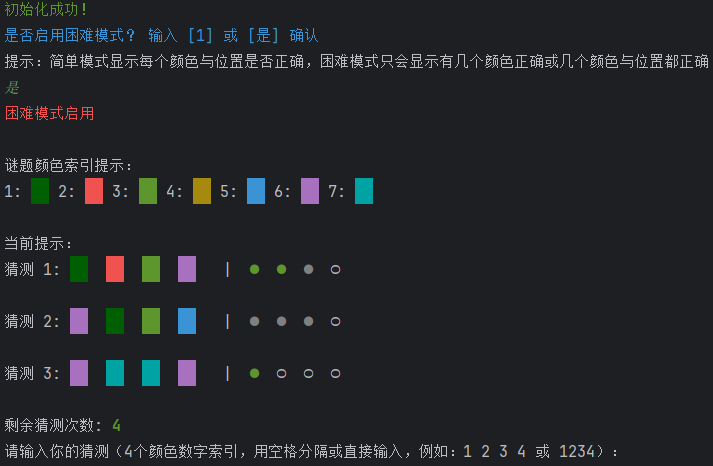 初始化成功!
是否启用困难模式? 输入 [1] 或 [是] 确认
提示: 简单模式显示每个颜色与位置是否正确，困难模式只会显示有几个颜色正确或几个颜色与位置都正确
是
困难模式启用
谜题颜色索引提示:
1: 2: 3: 4: 5: 6: 7:
当前提示:
猜测 1: | ● ● ● ○
猜测 2: | ● ● ● ○
猜测 3: | ● ○ ○ ○
剩余猜测次数: 4
请输入你的猜测（4个颜色数字索引，用空格分隔或直接输入，例如：1 2 3 4 或 1234）: